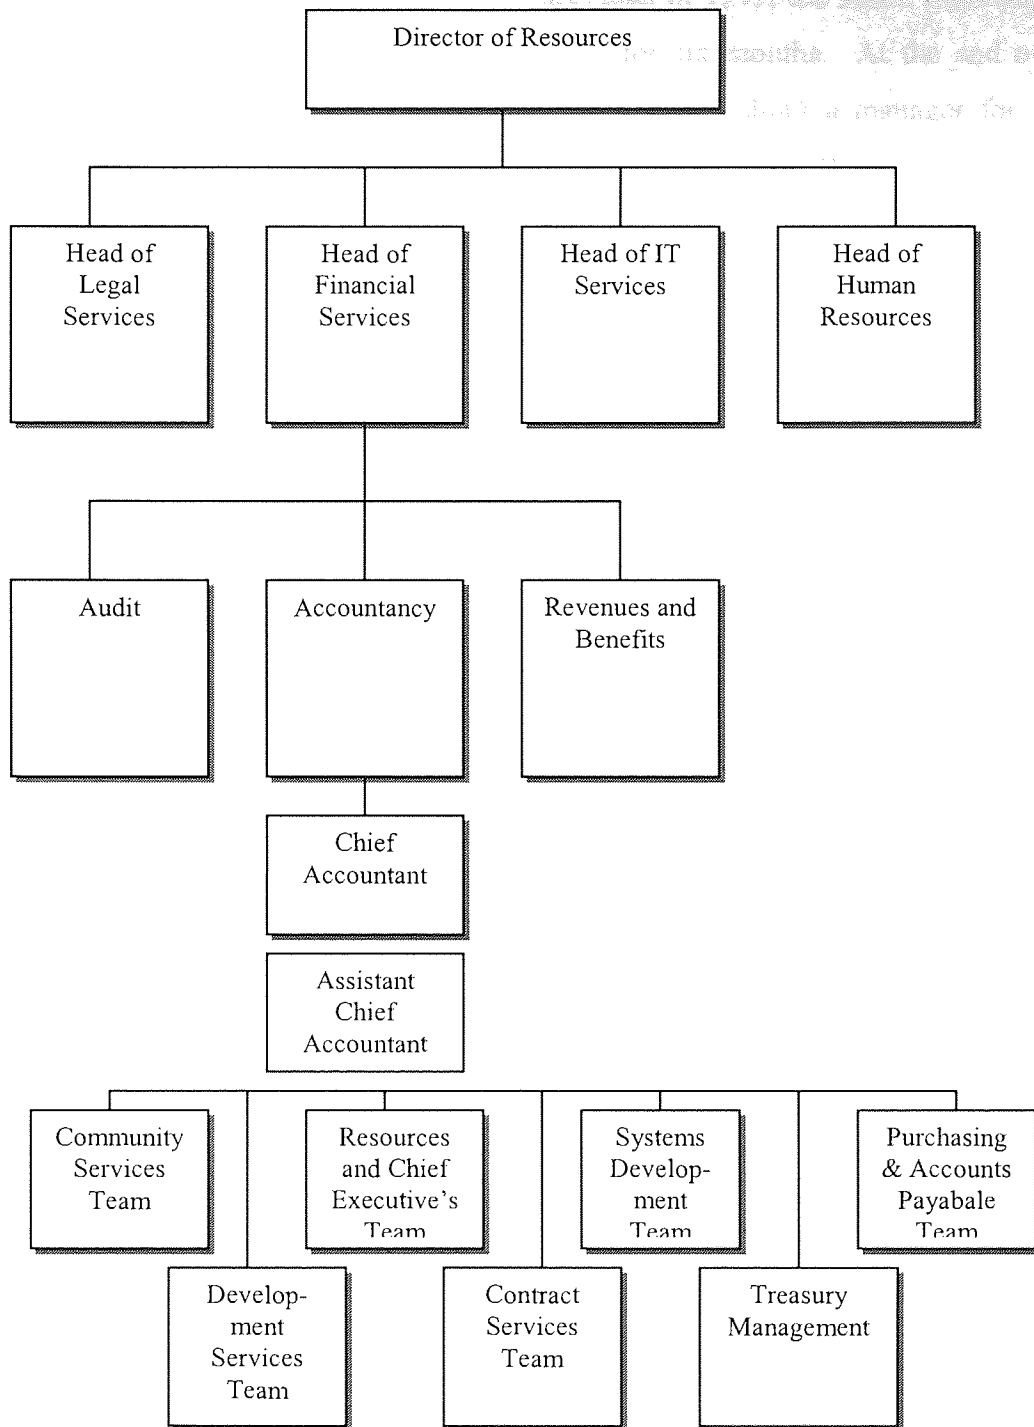 Director of Resources
Head of
Legal
Services
Head of
Financial
Services
Head of IT
Services
Head of
Human
Resources
Audit
Accountancy
Revenues and
Benefits
Chief
Accountant
Assistant
Chief
Accountant
Community
Services
Team
Resources
and Chief
Executive's
Team
Systems
Develop-
ment
Team
Purchasing
& Accounts
Payabale
Team
Develop-
ment
Services
Team
Contract
Services
Team
Treasury
Management